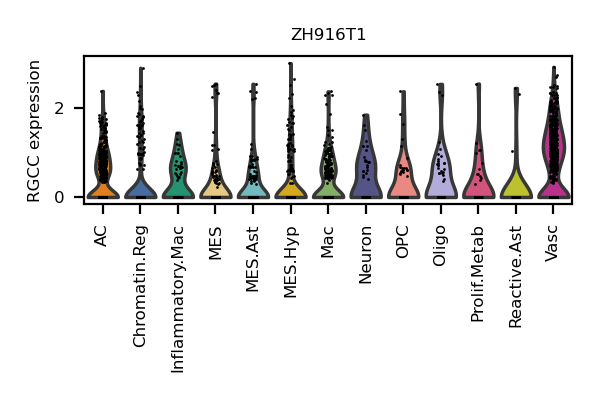 ZH916T1
RGCC expression
2
0
AC
Chromatin.Reg
Inflammatory.Mac
MES
MES.Ast
MES.Hyp
Mac
Neuron
OPC
Oligo
Prolif.Metab
Reactive.Ast
Vasc